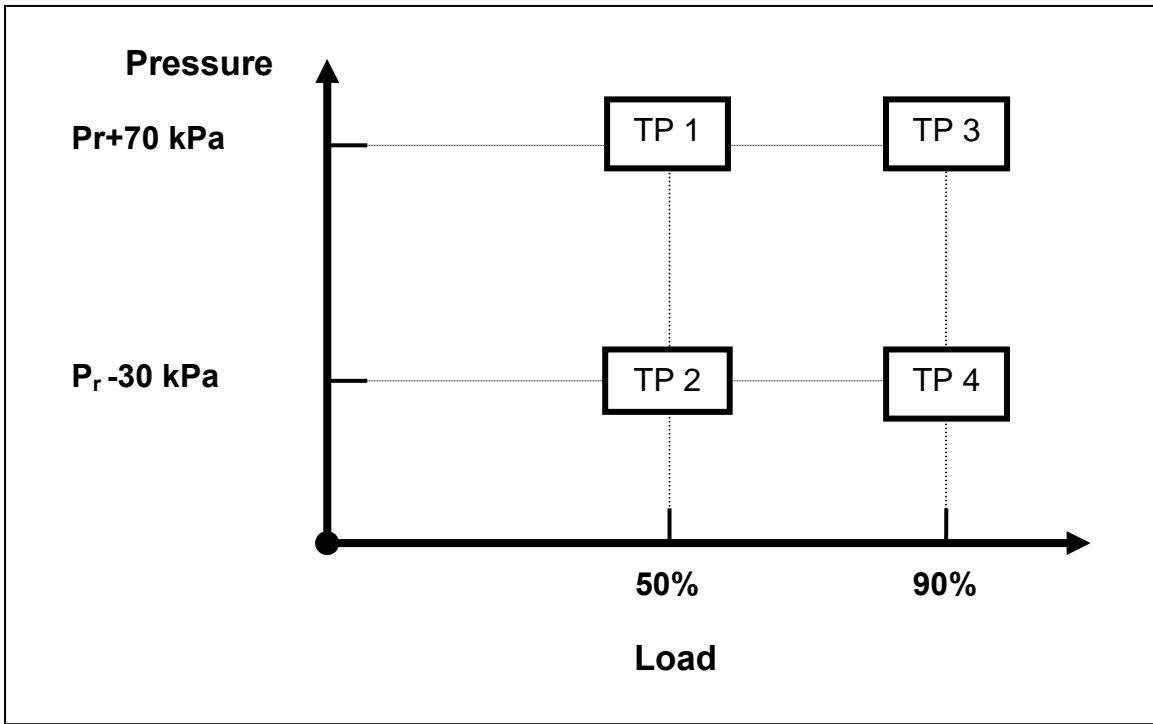 Pressure
Pr+70 kPa
TP 1
TP 3
Pr -30 kPa
TP 2
TP 4
50%
90%
Load